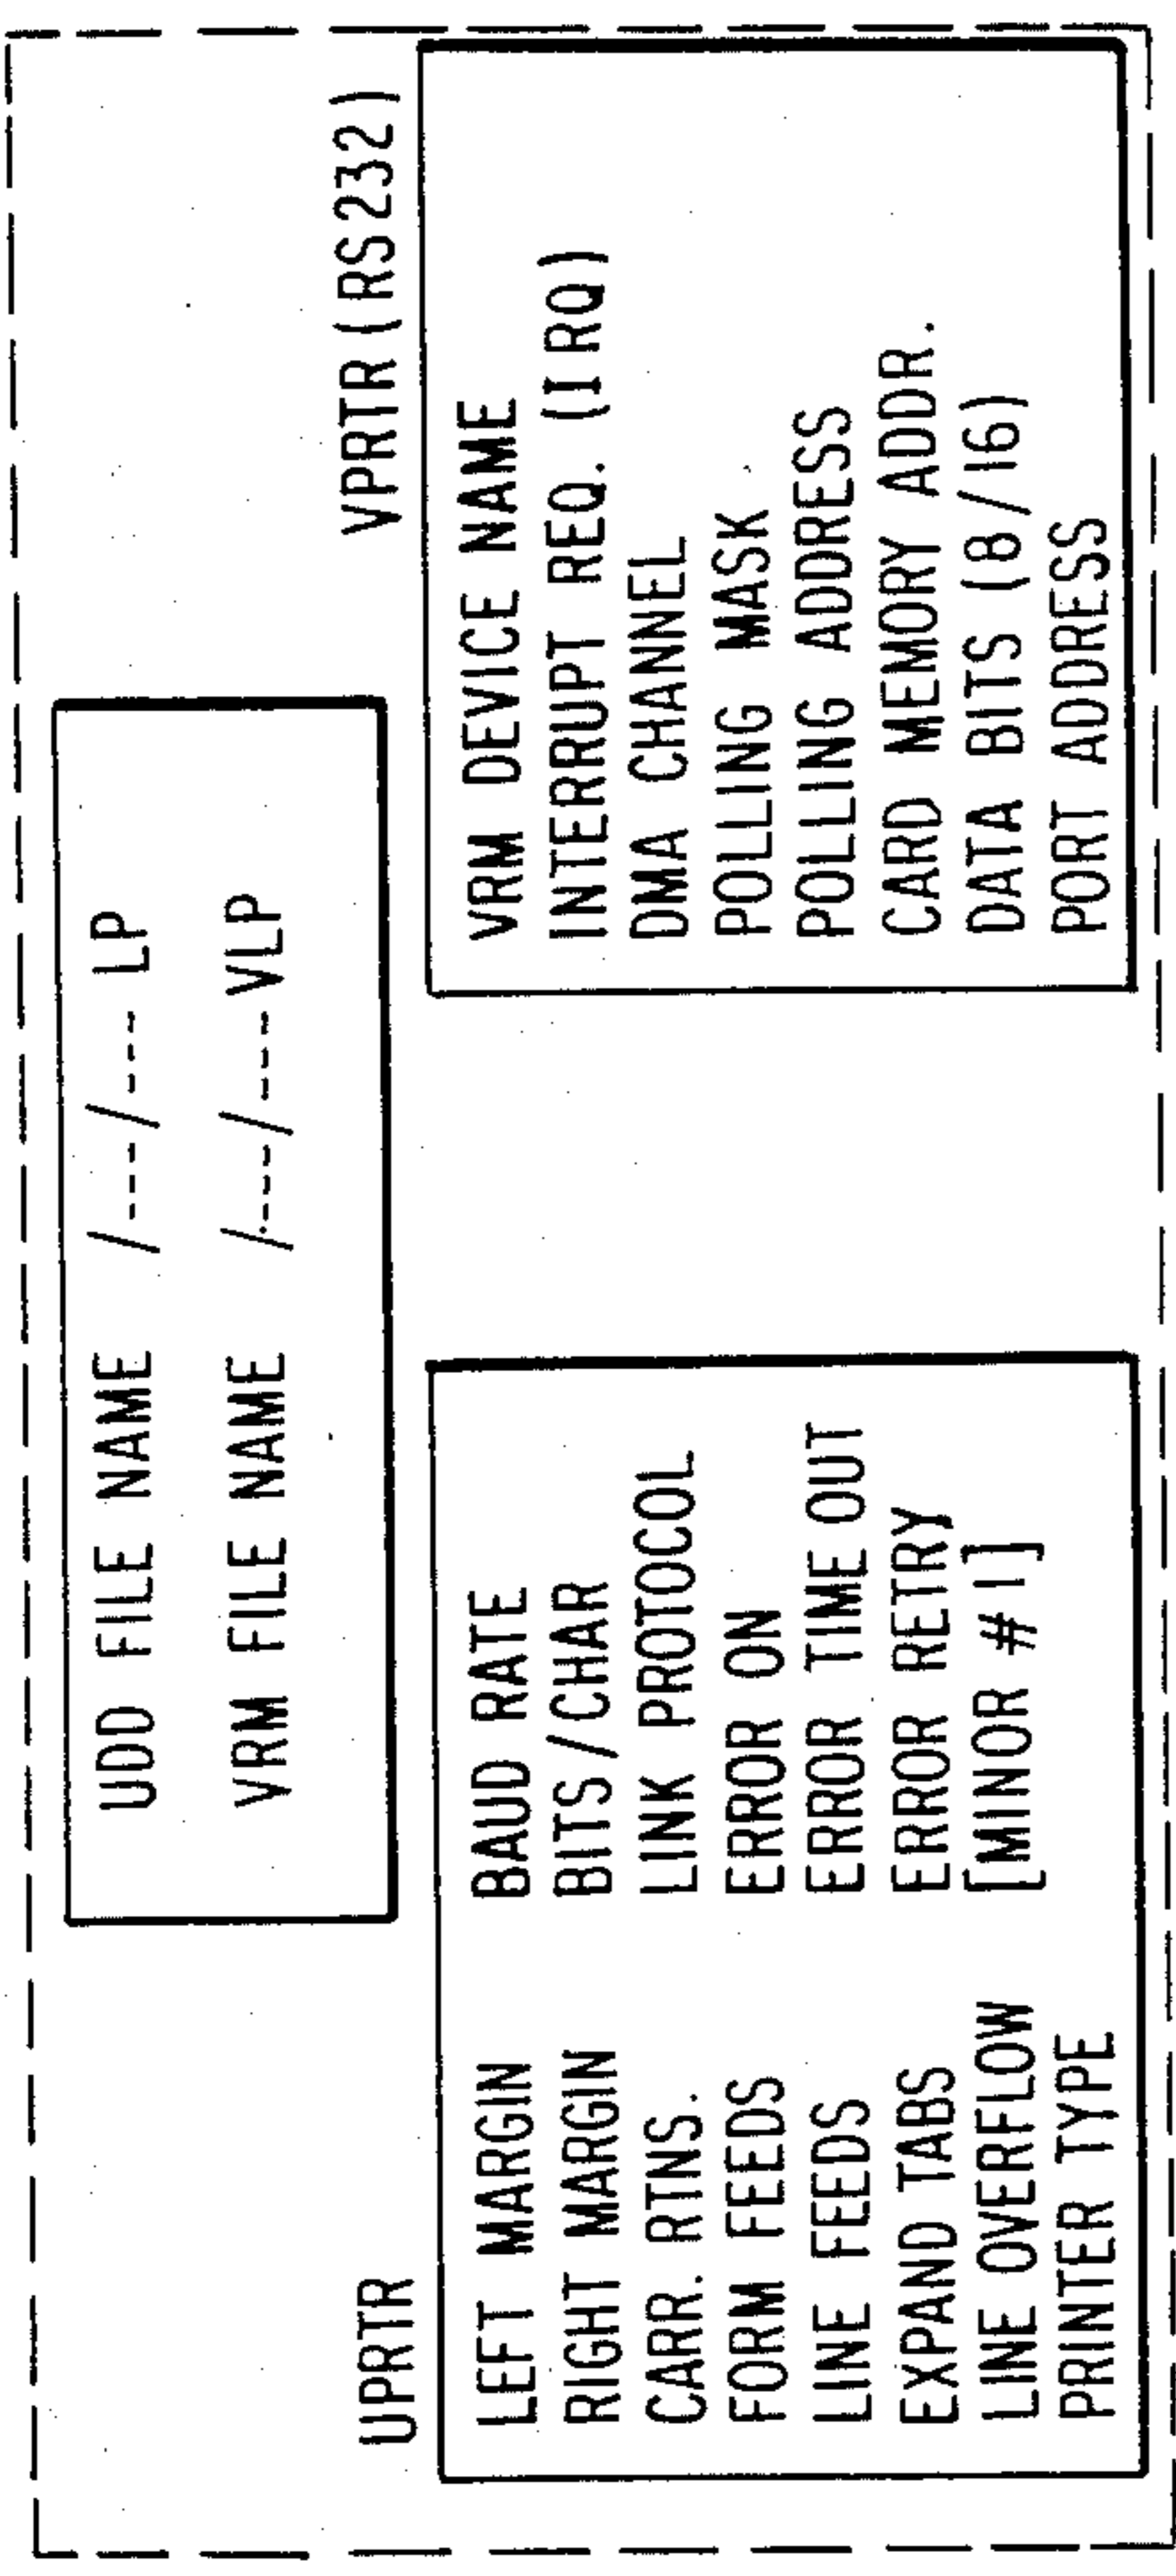 UDD FILE NAME /---/---- LP
VRM FILE NAME /----/---- VLP
UPRTR
LEFT MARGIN
RIGHT MARGIN
CARR. RTNS.
FORM FEEDS
LINE FEEDS
EXPAND TABS
LINE OVERFLOW
PRINTER TYPE
BAUD RATE
BITS/CHAR
LINK PROTOCOL
ERROR ON
ERROR TIME OUT
ERROR RETRY
[MINOR # 1]
VPRTR (RS232)
VRM DEVICE NAME
INTERRUPT REQ. (IRQ)
DMA CHANNEL
POLLING MASK
POLLING ADDRESS
CARD MEMORY ADDR.
DATA BITS (8/16)
PORT ADDRESS